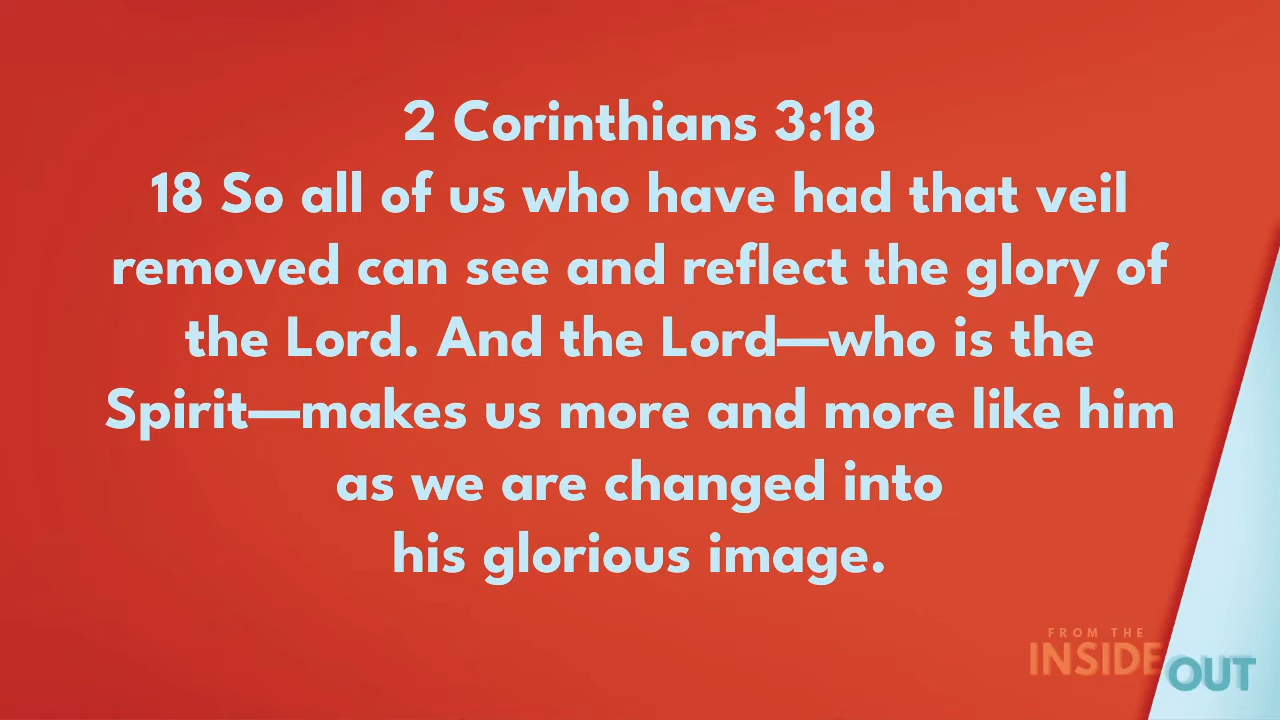 2 Corinthians 3:18
18 So all of us who have had that veil
removed can see and reflect the glory of
the Lord. And the Lord—who is the
Spirit—makes us more and more like him
as we are changed into
his glorious image.
FROM THE
INSIDE OUT